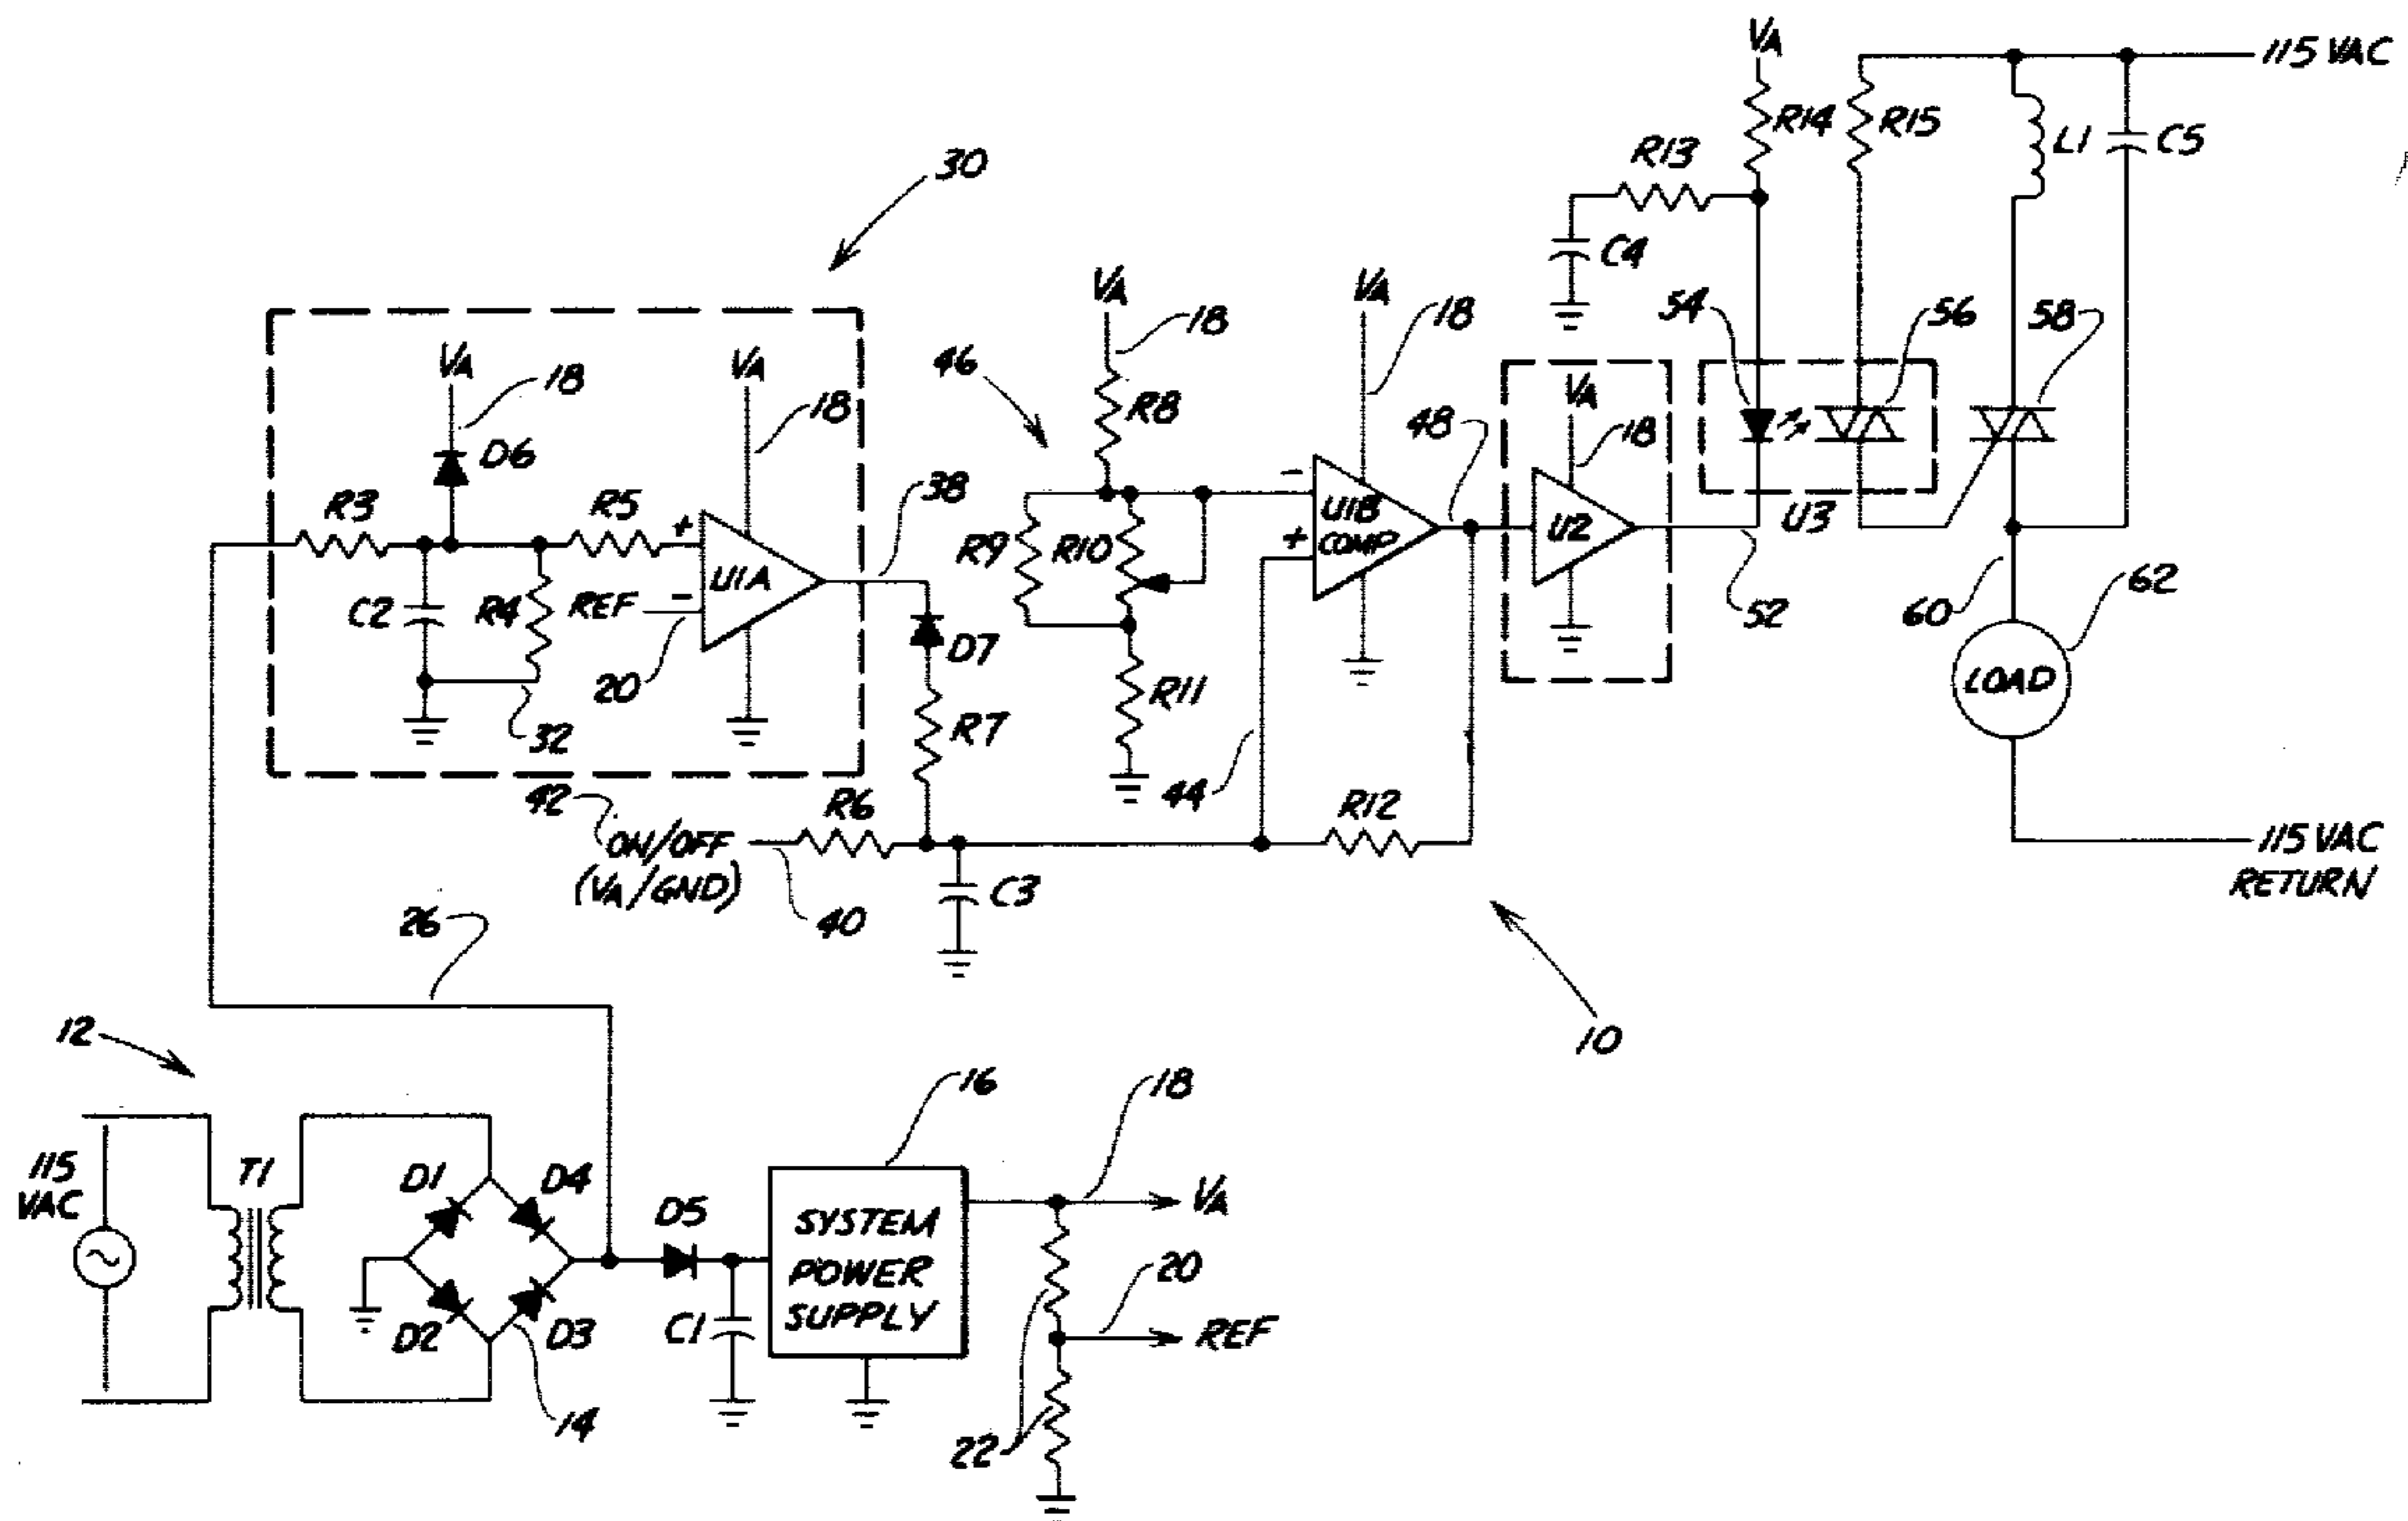 VA
115 VAC
R14
R15
L1
C5
R13
C4
30
VA
18
VA
18
54
56
58
VA
18
VA
18
46
R8
48
VA
18
D6
R3
R5
+
38
-
U1B
COMP
+
U2
U3
R9
R10
C2
R4
REF
-
U1A
20
D7
52
60
62
LOAD
R11
32
R7
44
42
R6
R12
ON/OFF
(VA/GND)
115 VAC
RETURN
C3
40
26
10
12
16
18
115
VAC
T1
D1
D4
D5
SYSTEM
POWER
SUPPLY
VA
20
D2
D3
C1
REF
14
22